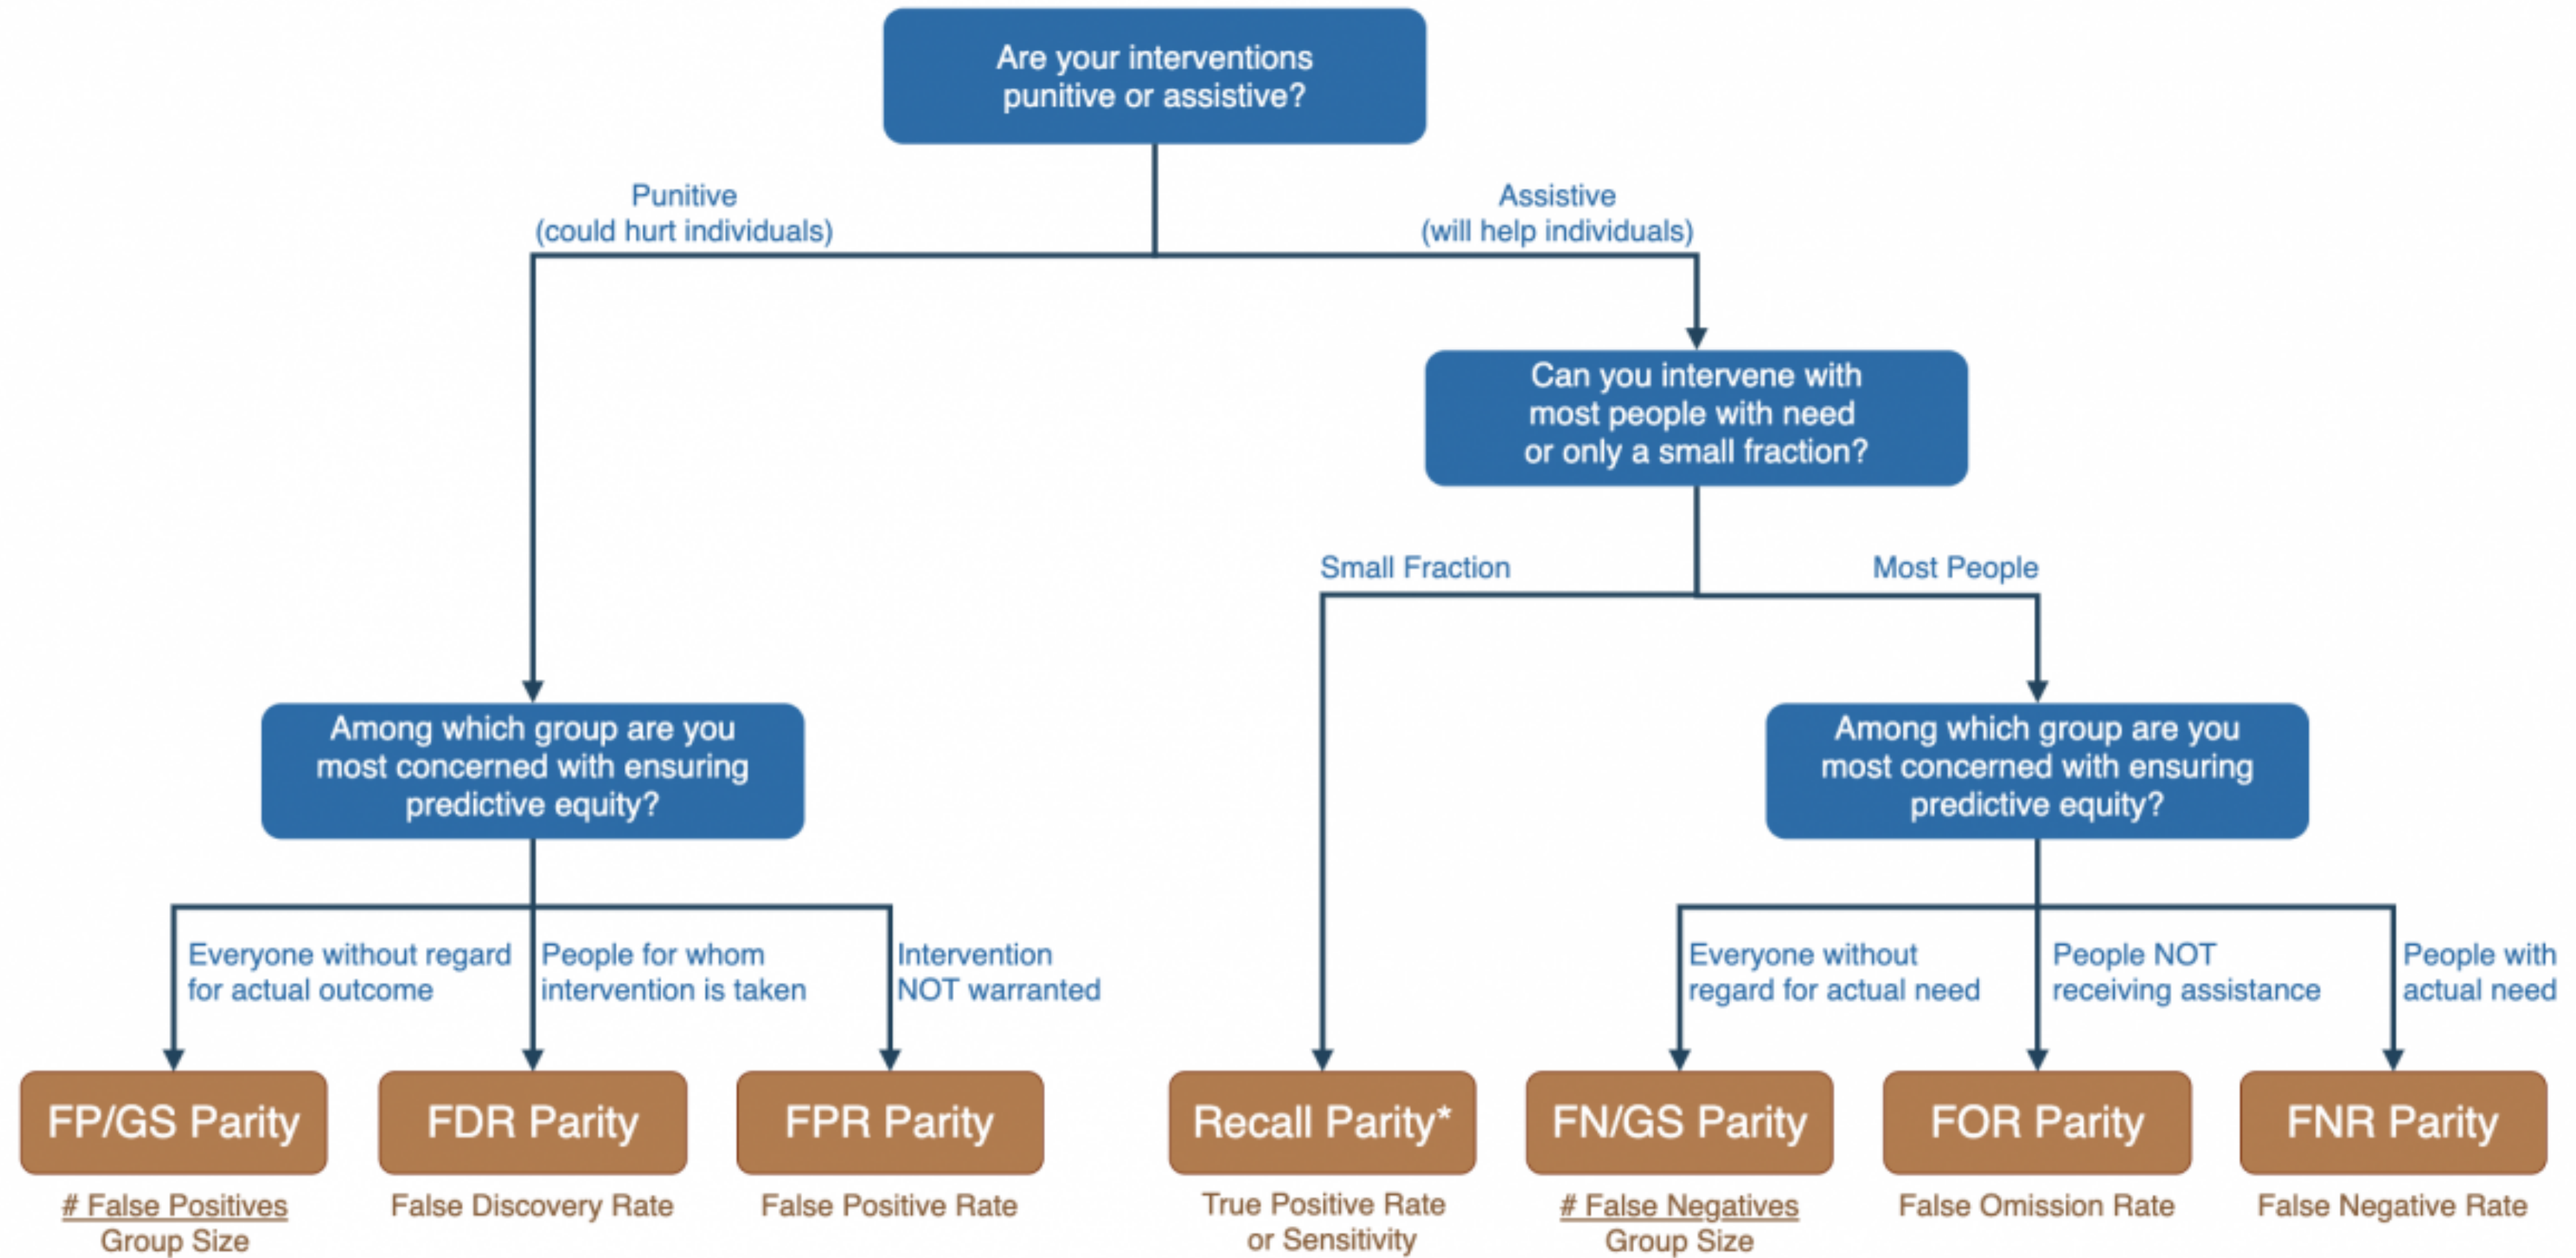 Are your interventions
punitive or assistive?
Punitive
(could hurt individuals)
Assistive
(will help individuals)
Can you intervene with
most people with need
or only a small fraction?
Small Fraction
Most People
Among which group are you
most concerned with ensuring
predictive equity?
Among which group are you
most concerned with ensuring
predictive equity?
Everyone without regard
for actual outcome
People for whom
intervention is taken
Intervention
NOT warranted
Everyone without
regard for actual need
People NOT
receiving assistance
People with
actual need
FP/GS Parity
FDR Parity
FPR Parity
Recall Parity*
FN/GS Parity
FOR Parity
FNR Parity
# False Positives
Group Size
False Discovery Rate
False Positive Rate
True Positive Rate
or Sensitivity
# False Negatives
Group Size
False Omission Rate
False Negative Rate